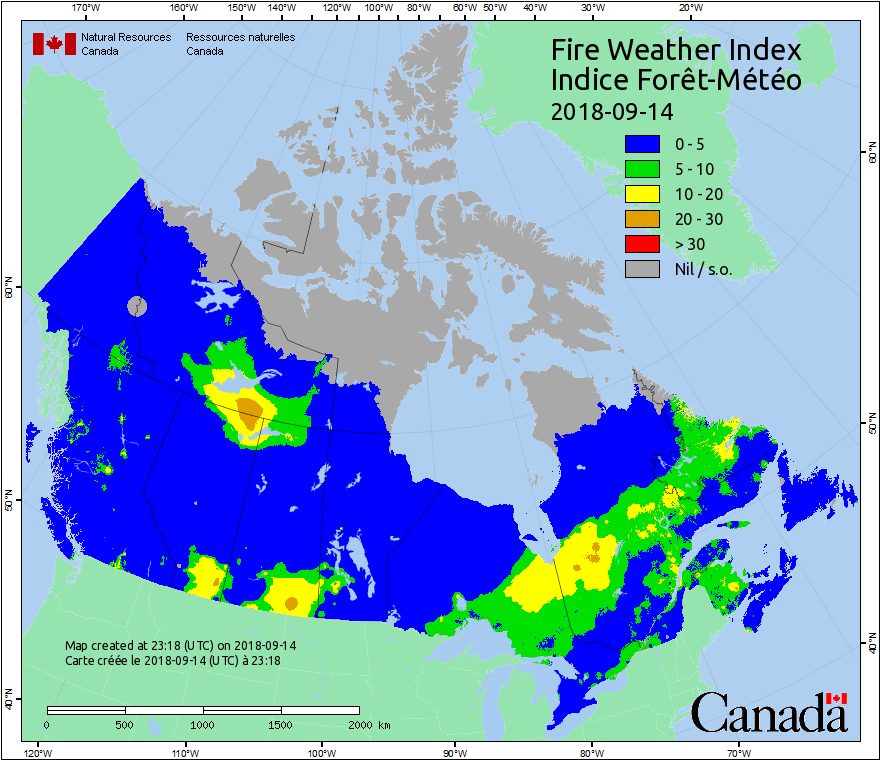 170°W 160°W 150°W 140°W 120°W 100°W 80°W 60°W 50°W 40°W 30°W 20°W
Natural Resources Ressources naturelles
Canada Canada
Fire Weather Index
Indice Forêt-Météo
2018-09-14
0 - 5
5 - 10
10 - 20
20 - 30
> 30
Nil / s.o.
60°N
60°N
50°N
50°N
40°N
40°N
Map created at 23:18 (UTC) on 2018-09-14
Carte créée le 2018-09-14 (UTC) à 23:18
0 500 1000 1500 2000 km
Canada
120°W 110°W 100°W 90°W 80°W 70°W